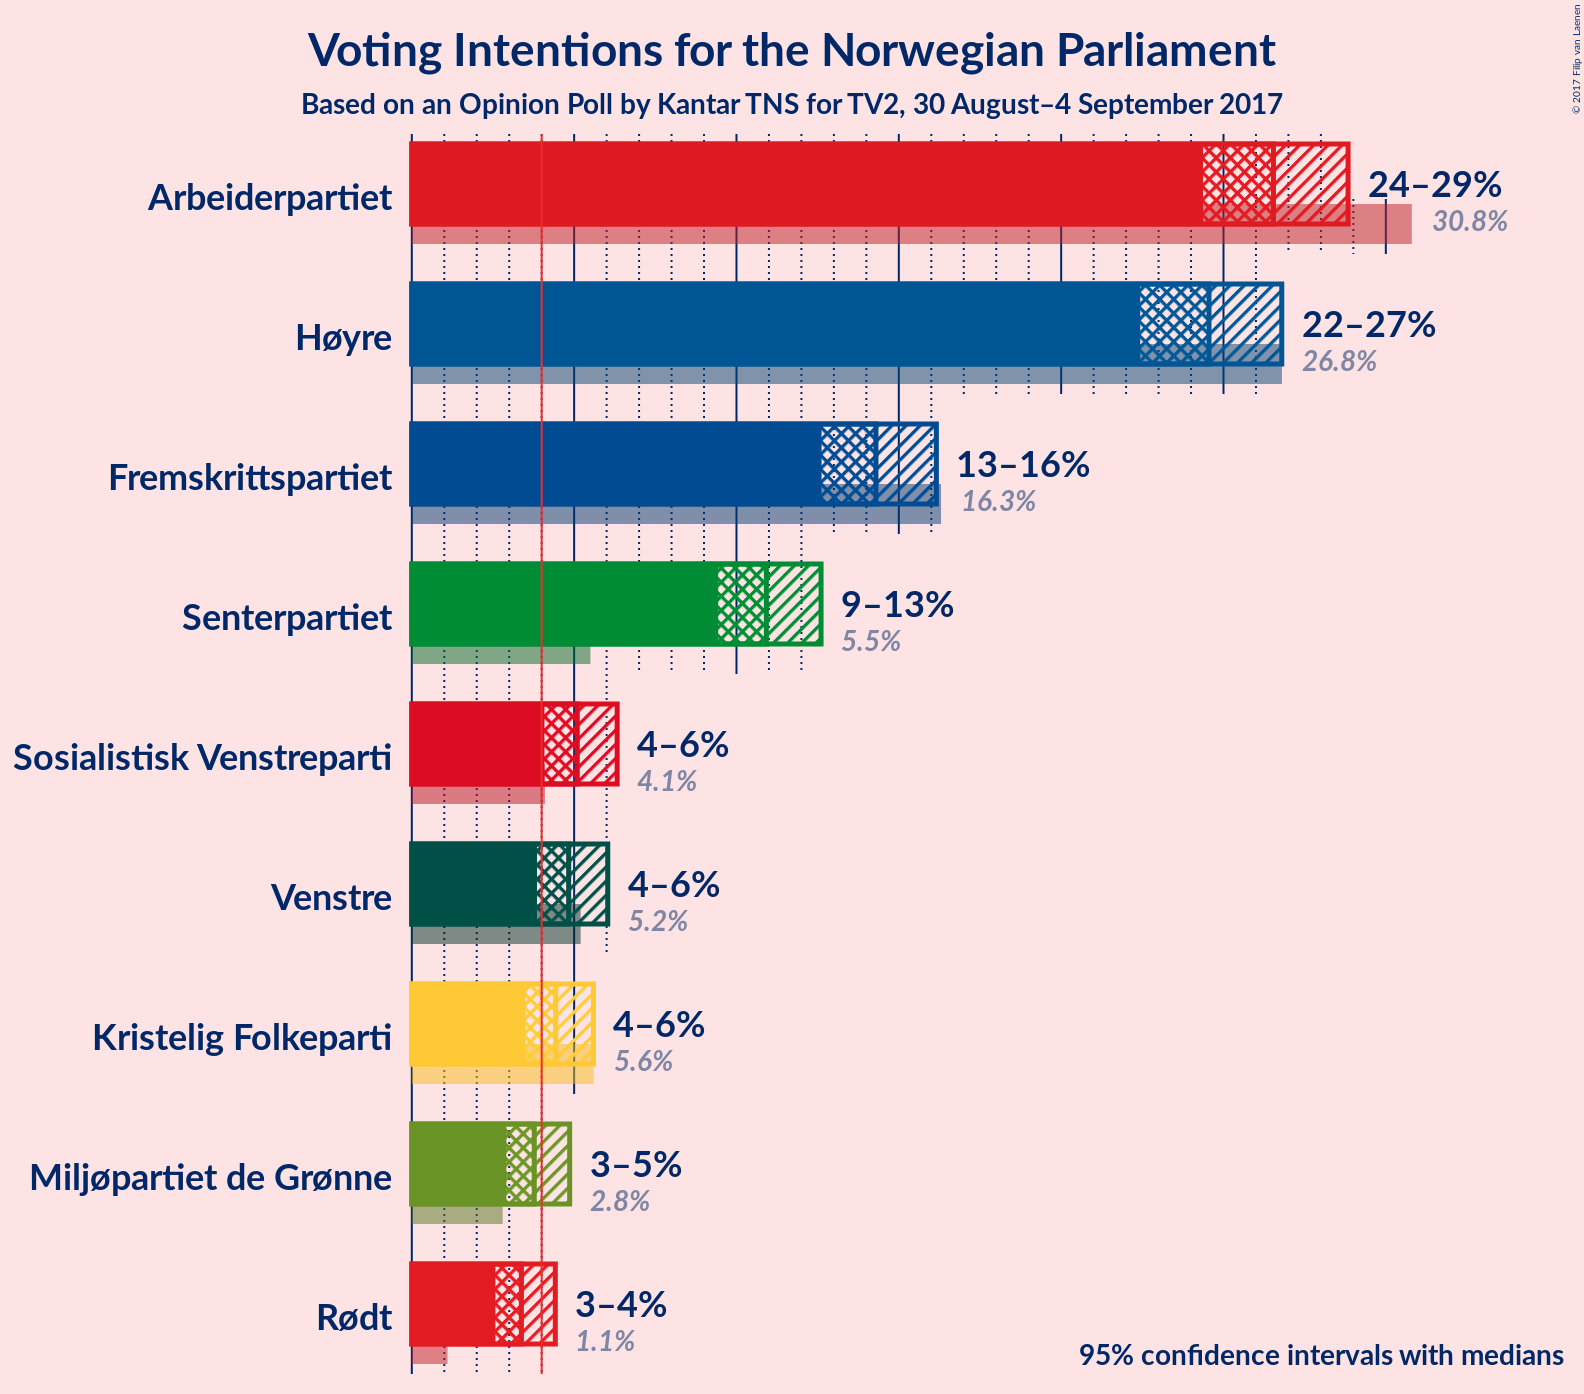 Voting Intentions for the Norwegian Parliament
Based on an Opinion Poll by Kantar TNS for TV2, 30 August–4 September 2017
© 2017 Filip van Laenen
Arbeiderpartiet
24–29%
30.8%
Høyre
22–27%
26.8%
Fremskrittspartiet
13–16%
16.3%
Senterpartiet
9–13%
5.5%
Sosialistisk Venstreparti
4–6%
4.1%
Venstre
4–6%
5.2%
Kristelig Folkeparti
4–6%
5.6%
Miljøpartiet de Grønne
3–5%
2.8%
Rødt
3–4%
1.1%
95% confidence intervals with medians